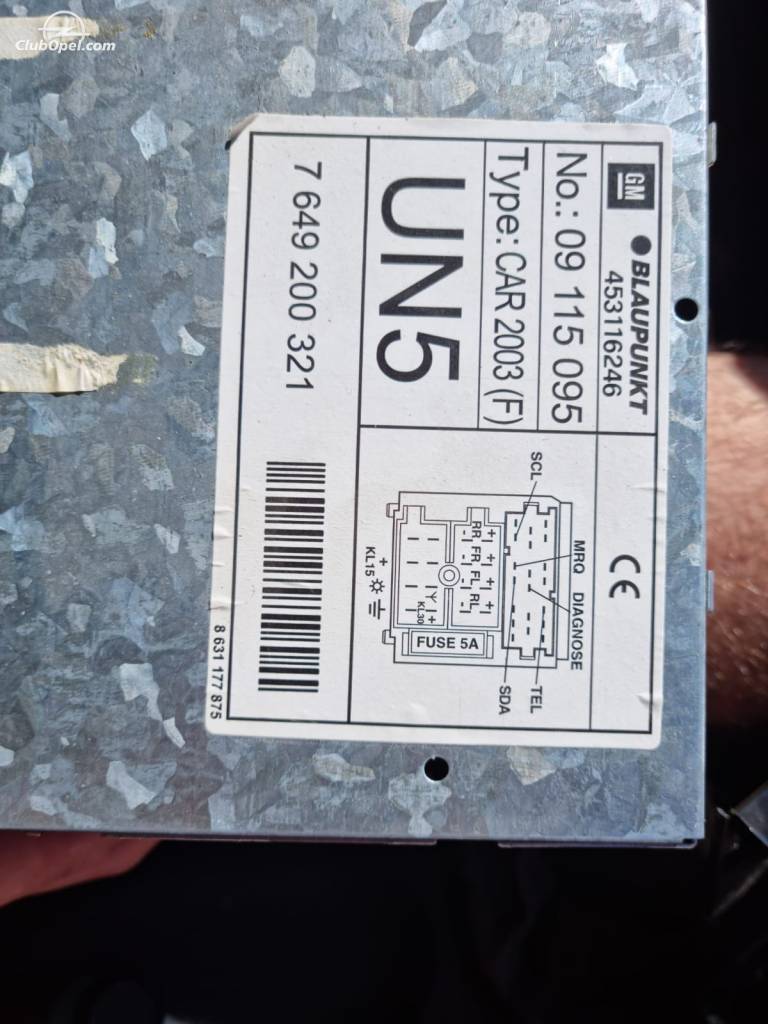 ClubOpel.com
GM
BLAUPUNKT
453116246
No.: 09 115 095
Type: CAR 2003 (F)
UN5
7 649 200 321
CE
SCL
MRQ
DIAGNOSE
TEL
SDA
+ + + +
- - - -
RR FR FL RL
KL30
+
FUSE 5A
+
KL15
8 631 177 875